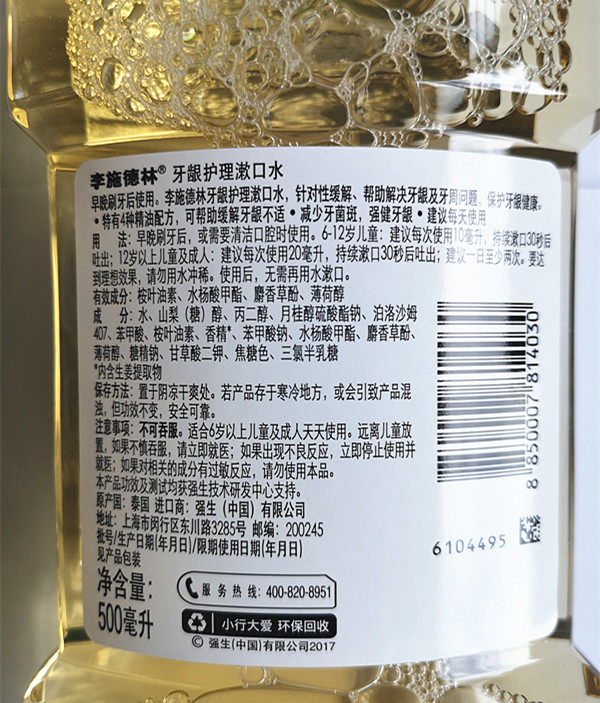 李施德林® 牙龈护理漱口水
早晚刷牙后使用。李施德林牙龈护理漱口水，针对性缓解、帮助解决牙龈及牙周问题，保护牙龈健康。
• 特有4种精油配方，可帮助缓解牙龈不适 • 减少牙菌斑，强健牙龈 • 建议每天使用
用 法：早晚刷牙后，或需要清洁口腔时使用。6-12岁儿童：建议每次使用10毫升，持续漱口30秒后
吐出；12岁以上儿童及成人：建议每次使用20毫升，持续漱口30秒后吐出；建议一日至少两次。要达
到理想效果，请勿用水冲稀。使用后，无需再用水漱口。
有效成分：桉叶油素、水杨酸甲酯、麝香草酚、薄荷醇
成 分：水、山梨（糖）醇、丙二醇、月桂醇硫酸酯钠、泊洛沙姆
407、苯甲酸、桉叶油素、香精*、苯甲酸钠、水杨酸甲酯、麝香草酚、
薄荷醇、糖精钠、甘草酸二钾、焦糖色、三氯半乳糖
*内含生姜提取物
保存方法：置于阴凉干爽处。若产品存于寒冷地方，或会引致产品混
浊，但功效不变，安全可靠。
注意事项：不可吞服。适合6岁以上儿童及成人天天使用。远离儿童放
置，如果不慎吞服，请立即就医；如果出现不良反应，立即停止使用并
就医；如果对相关的成分有过敏反应，请勿使用本品。
本产品功效及测试均获强生技术研发中心支持。
原产国：泰国 进口商：强生（中国）有限公司
地址：上海市闵行区东川路3285号 邮编：200245
批号/生产日期(年月日)/限期使用日期(年月日)
见产品包装
净含量：
500毫升
服务热线：400-820-8951
小行大爱 环保回收
© 强生(中国)有限公司2017
8 850007 814030
6104495